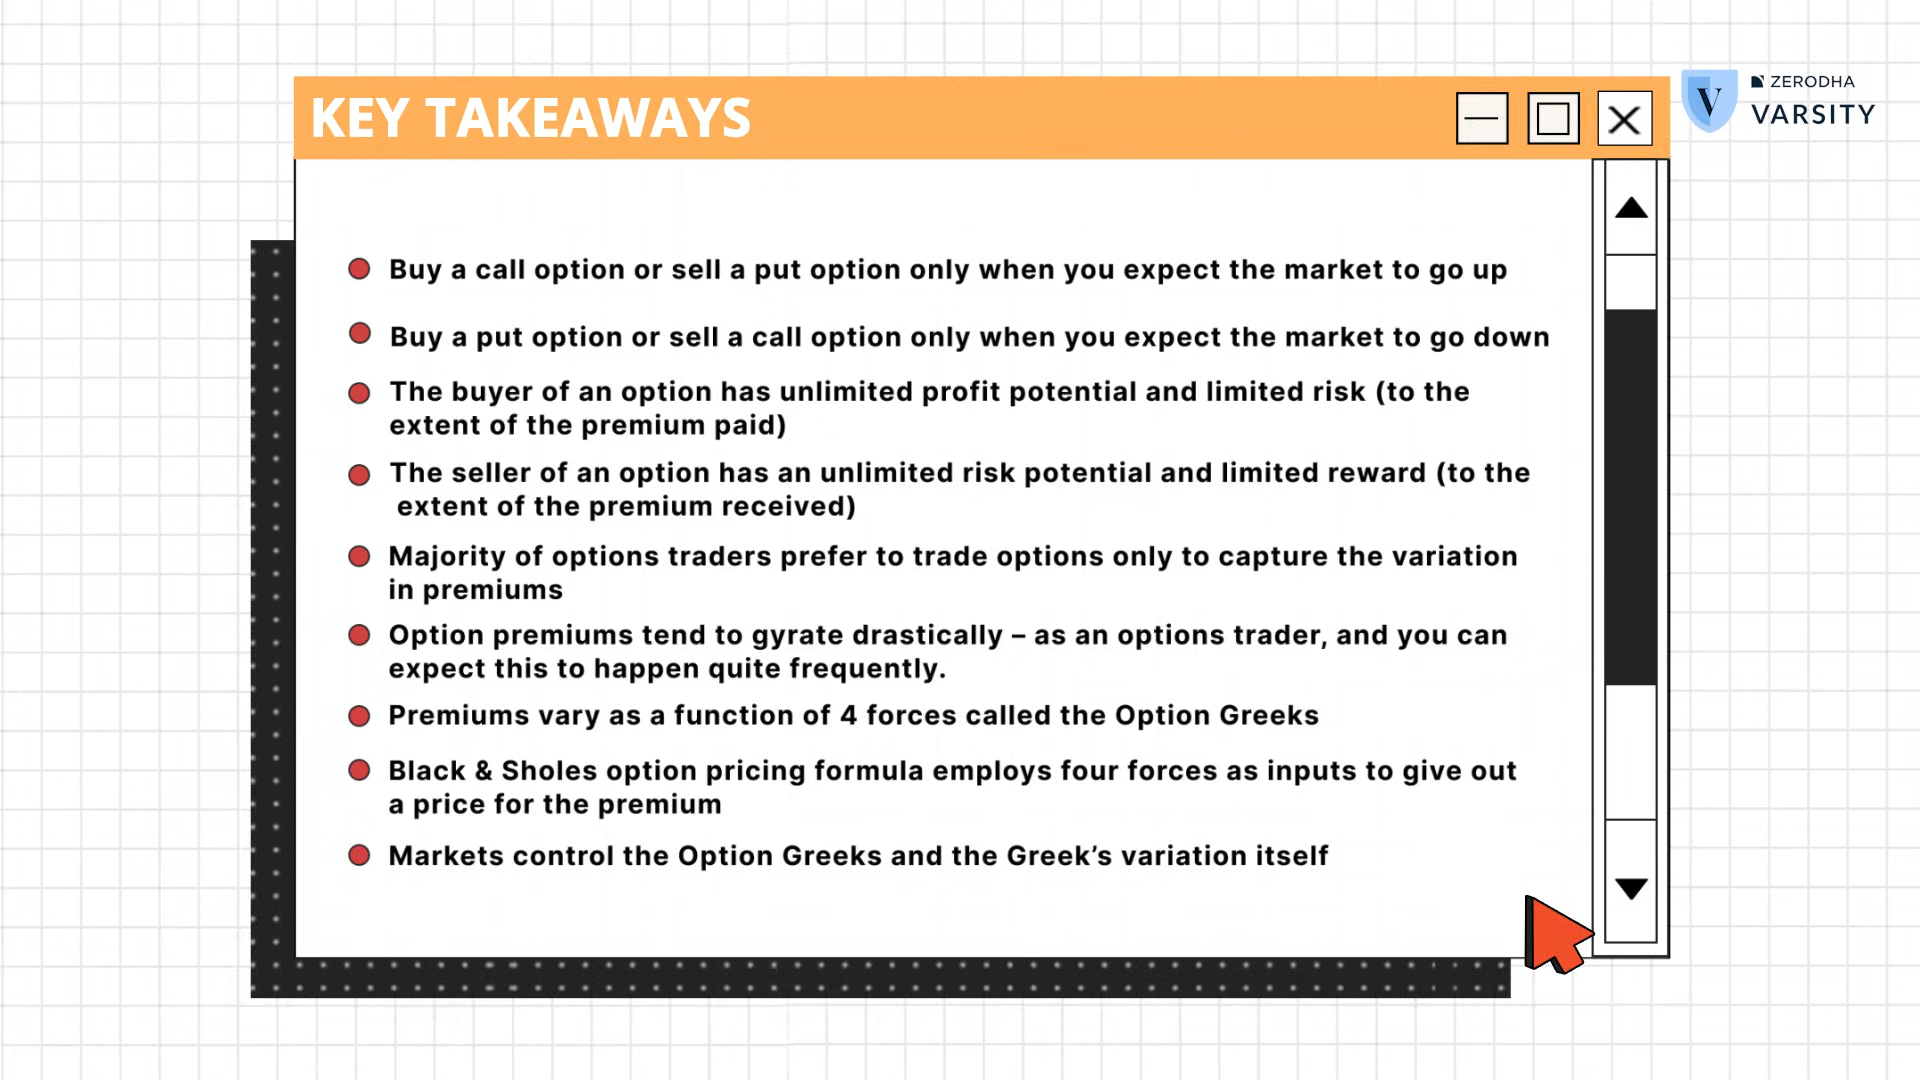 KEY TAKEAWAYS
ZERODHA
VARSITY
Buy a call option or sell a put option only when you expect the market to go up
Buy a put option or sell a call option only when you expect the market to go down
The buyer of an option has unlimited profit potential and limited risk (to the
extent of the premium paid)
The seller of an option has an unlimited risk potential and limited reward (to the
extent of the premium received)
Majority of options traders prefer to trade options only to capture the variation
in premiums
Option premiums tend to gyrate drastically – as an options trader, and you can
expect this to happen quite frequently.
Premiums vary as a function of 4 forces called the Option Greeks
Black & Sholes option pricing formula employs four forces as inputs to give out
a price for the premium
Markets control the Option Greeks and the Greek’s variation itself